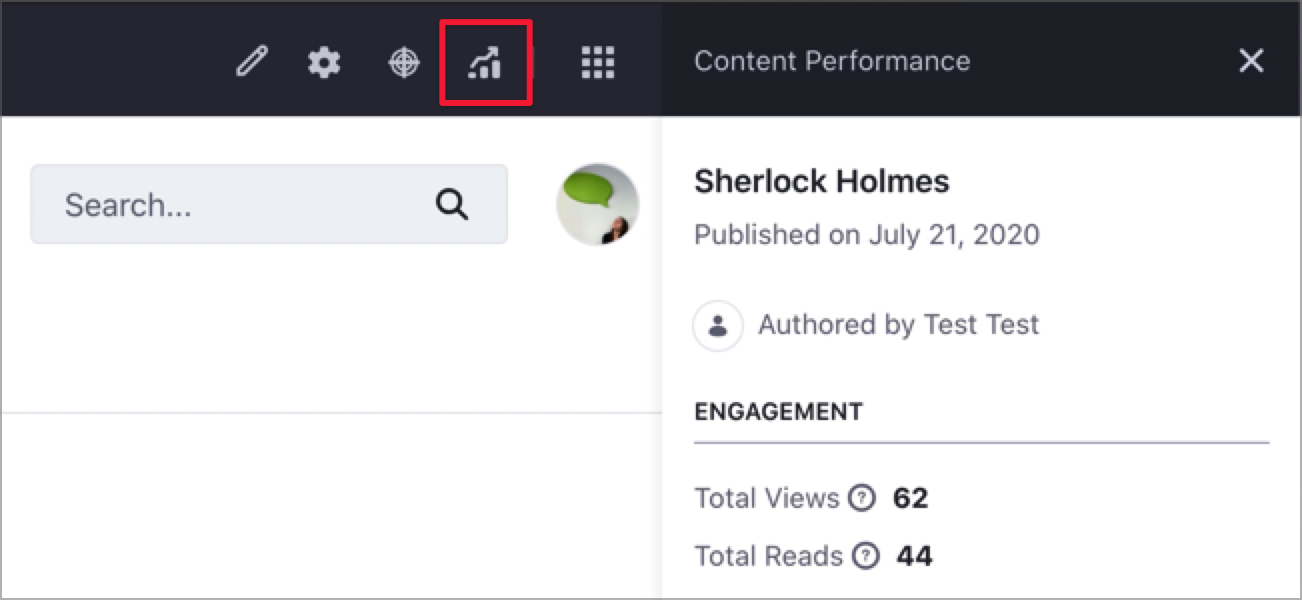 Content Performance
Search...
Sherlock Holmes
Published on July 21, 2020
Authored by Test Test
ENGAGEMENT
Total Views ? 62
Total Reads ? 44